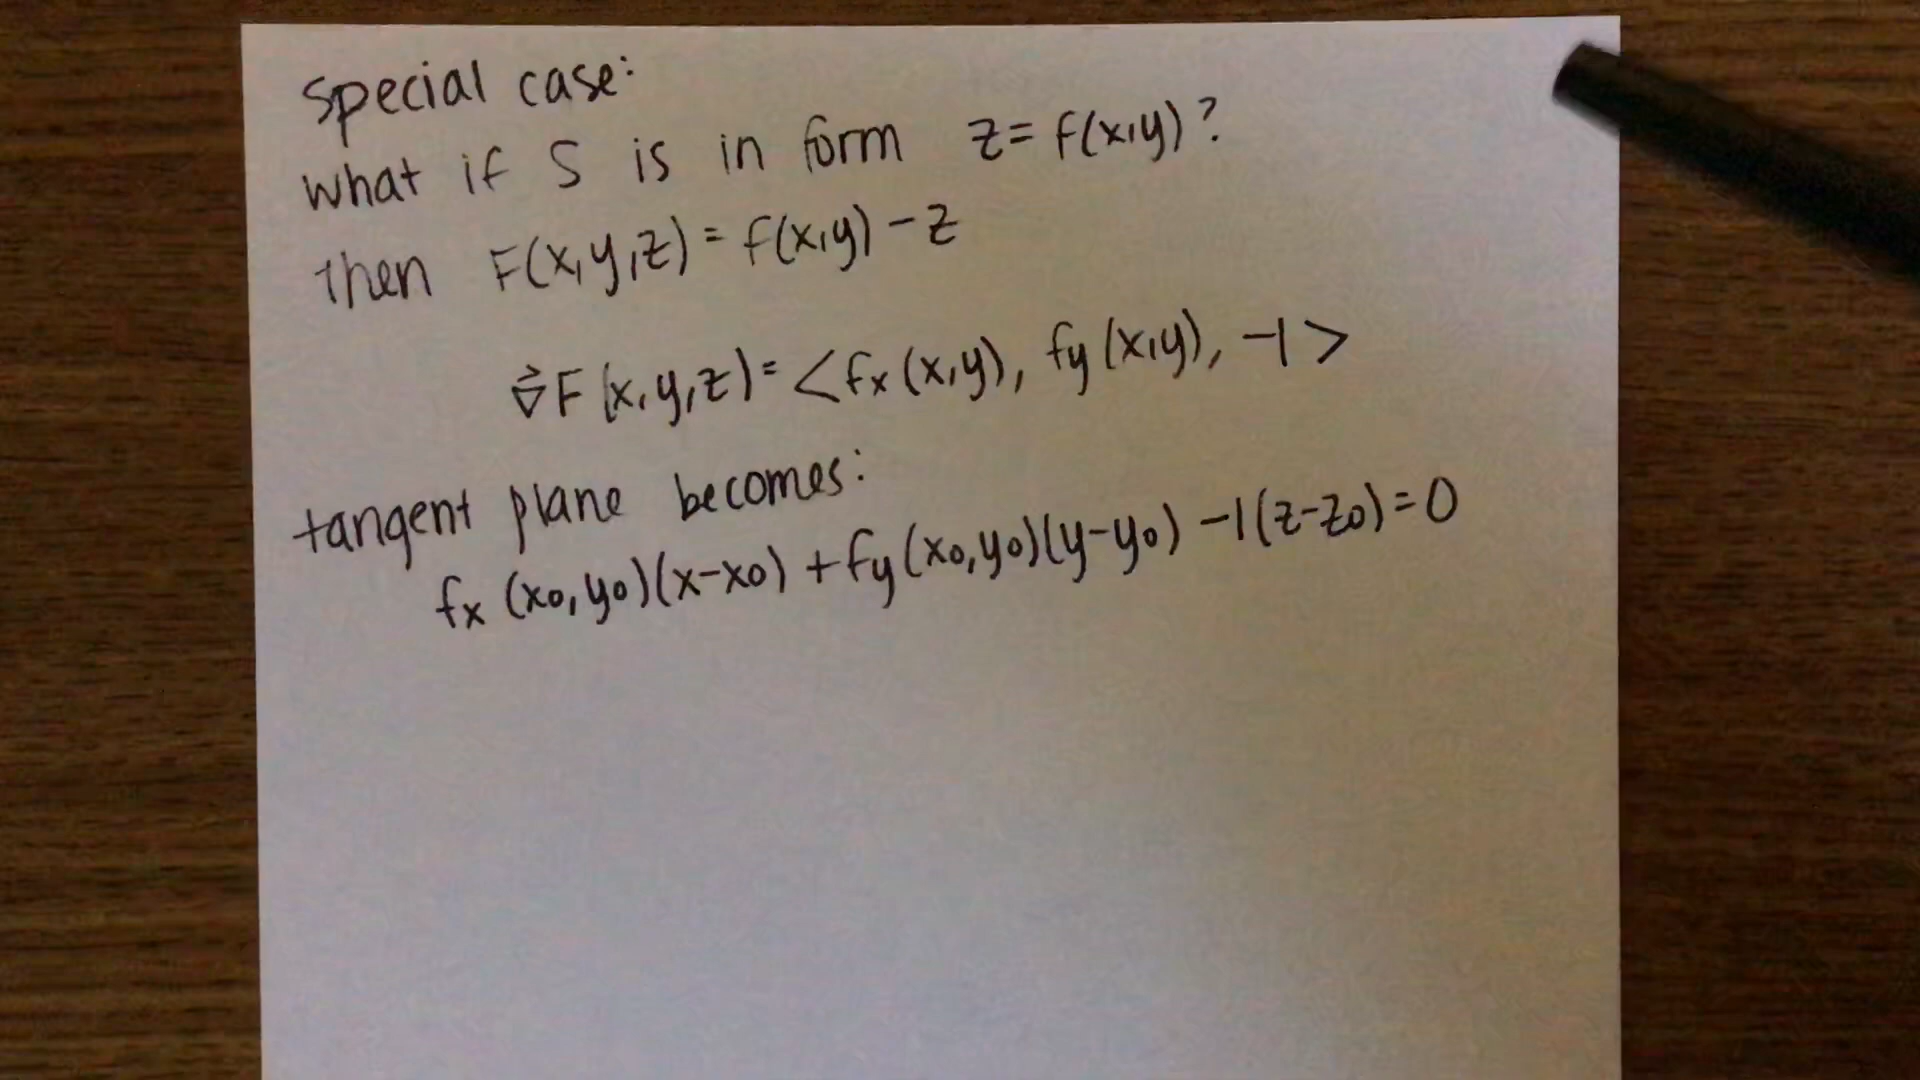 special case:
what if S is in form z = f(x,y)?
then F(x,y,z) = f(x,y) - z
∇⃗F(x,y,z) = <fx(x,y), fy(x,y), -1>
tangent plane becomes:
fx(x0,y0)(x-x0) + fy(x0,y0)(y-y0) -1(z-z0) = 0